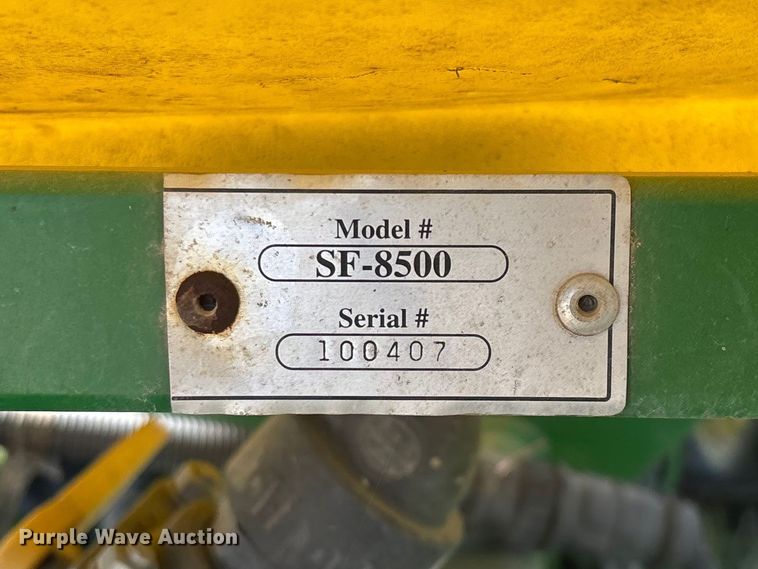 Model #
SF-8500
Serial #
100407
Purple Wave Auction